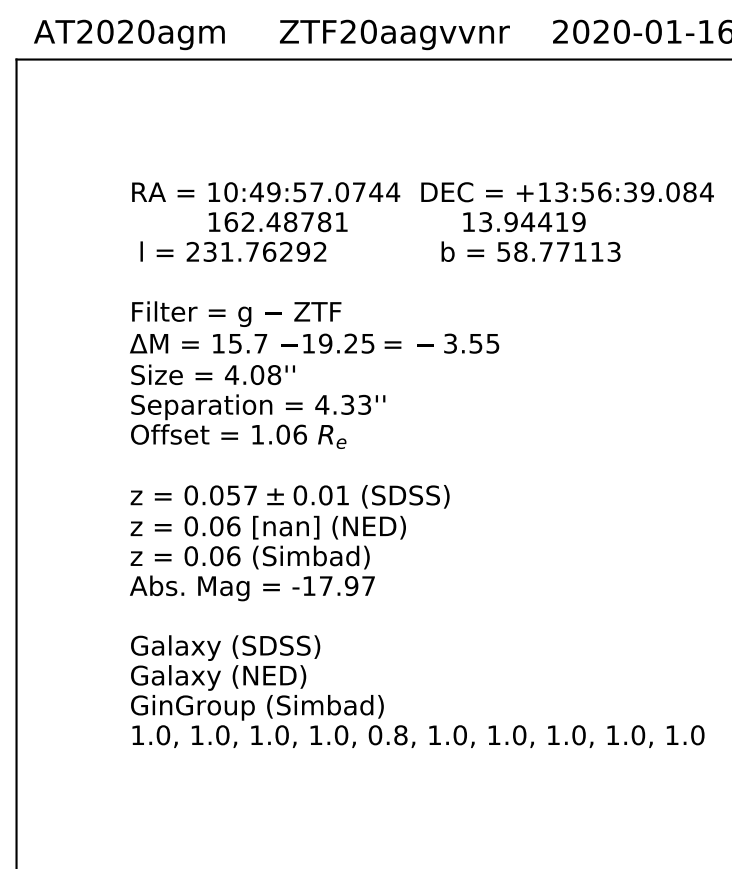 AT2020agm ZTF20aagvvnr 2020-01-16
RA = 10:49:57.0744 DEC = +13:56:39.084
162.48781 13.94419
l = 231.76292 b = 58.77113
Filter = g − ZTF
ΔM = 15.7 −19.25 = − 3.55
Size = 4.08''
Separation = 4.33''
Offset = 1.06 Rₑ
z = 0.057 ± 0.01 (SDSS)
z = 0.06 [nan] (NED)
z = 0.06 (Simbad)
Abs. Mag = -17.97
Galaxy (SDSS)
Galaxy (NED)
GinGroup (Simbad)
1.0, 1.0, 1.0, 1.0, 0.8, 1.0, 1.0, 1.0, 1.0, 1.0